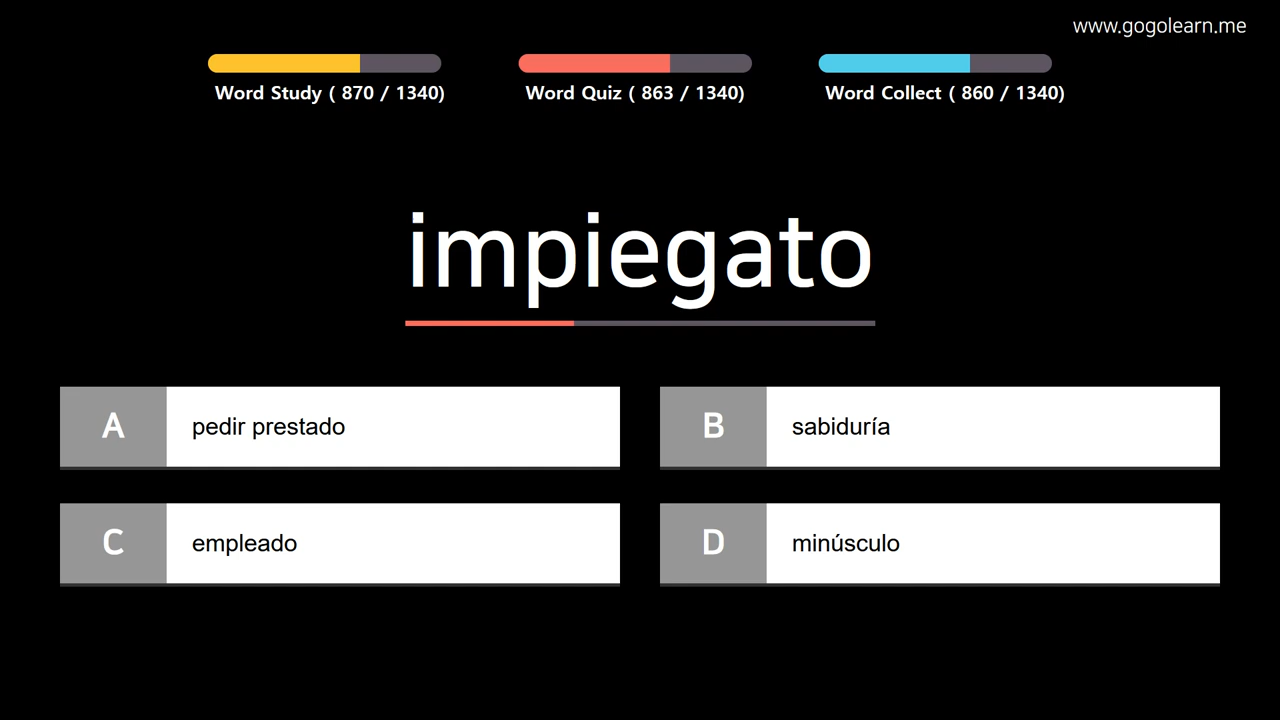 www.gogolearn.me
Word Study ( 870 / 1340)
Word Quiz ( 863 / 1340)
Word Collect ( 860 / 1340)
impiegato
A pedir prestado
B sabiduría
C empleado
D minúsculo